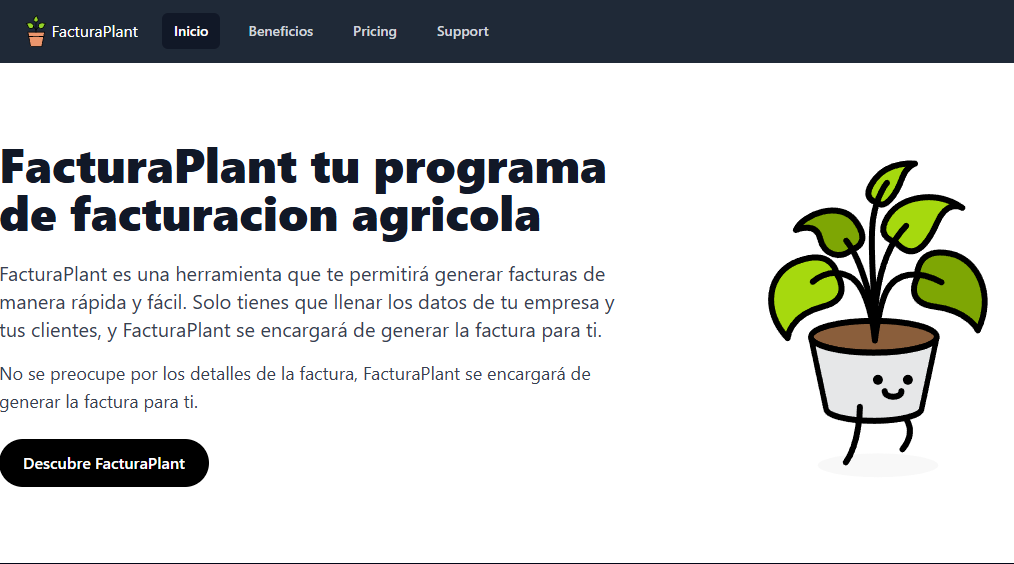 FacturaPlant Inicio Beneficios Pricing Support
FacturaPlant tu programa
de facturacion agricola
FacturaPlant es una herramienta que te permitirá generar facturas de
manera rápida y fácil. Solo tienes que llenar los datos de tu empresa y
tus clientes, y FacturaPlant se encargará de generar la factura para ti.
No se preocupe por los detalles de la factura, FacturaPlant se encargará de
generar la factura para ti.
Descubre FacturaPlant